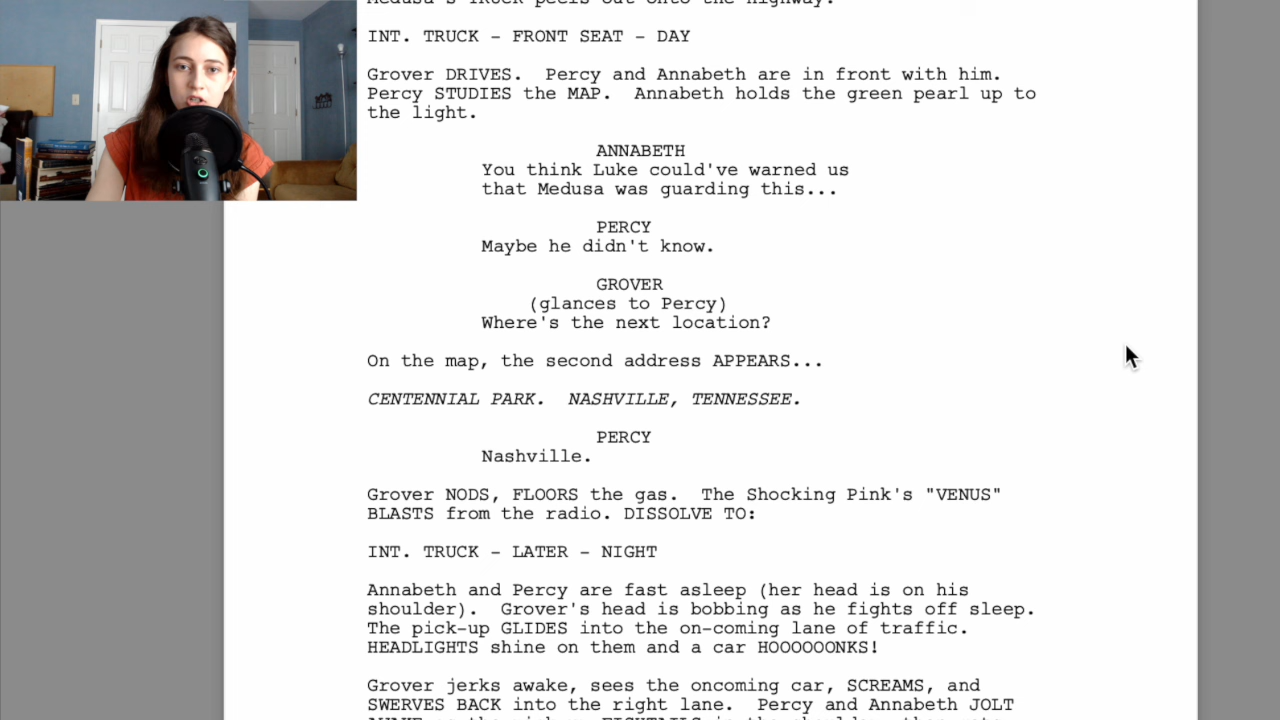 Medusa's TRUCK peels out onto the highway.
INT. TRUCK – FRONT SEAT – DAY
Grover DRIVES.  Percy and Annabeth are in front with him.
Percy STUDIES the MAP.  Annabeth holds the green pearl up to
the light.
ANNABETH
You think Luke could've warned us
that Medusa was guarding this...
PERCY
Maybe he didn't know.
GROVER
(glances to Percy)
Where's the next location?
On the map, the second address APPEARS...
CENTENNIAL PARK.  NASHVILLE, TENNESSEE.
PERCY
Nashville.
Grover NODS, FLOORS the gas.  The Shocking Pink's "VENUS"
BLASTS from the radio. DISSOLVE TO:
INT. TRUCK – LATER – NIGHT
Annabeth and Percy are fast asleep (her head is on his
shoulder).  Grover's head is bobbing as he fights off sleep.
The pick-up GLIDES into the on-coming lane of traffic.
HEADLIGHTS shine on them and a car HOOOOOONKS!
Grover jerks awake, sees the oncoming car, SCREAMS, and
SWERVES BACK into the right lane.  Percy and Annabeth JOLT